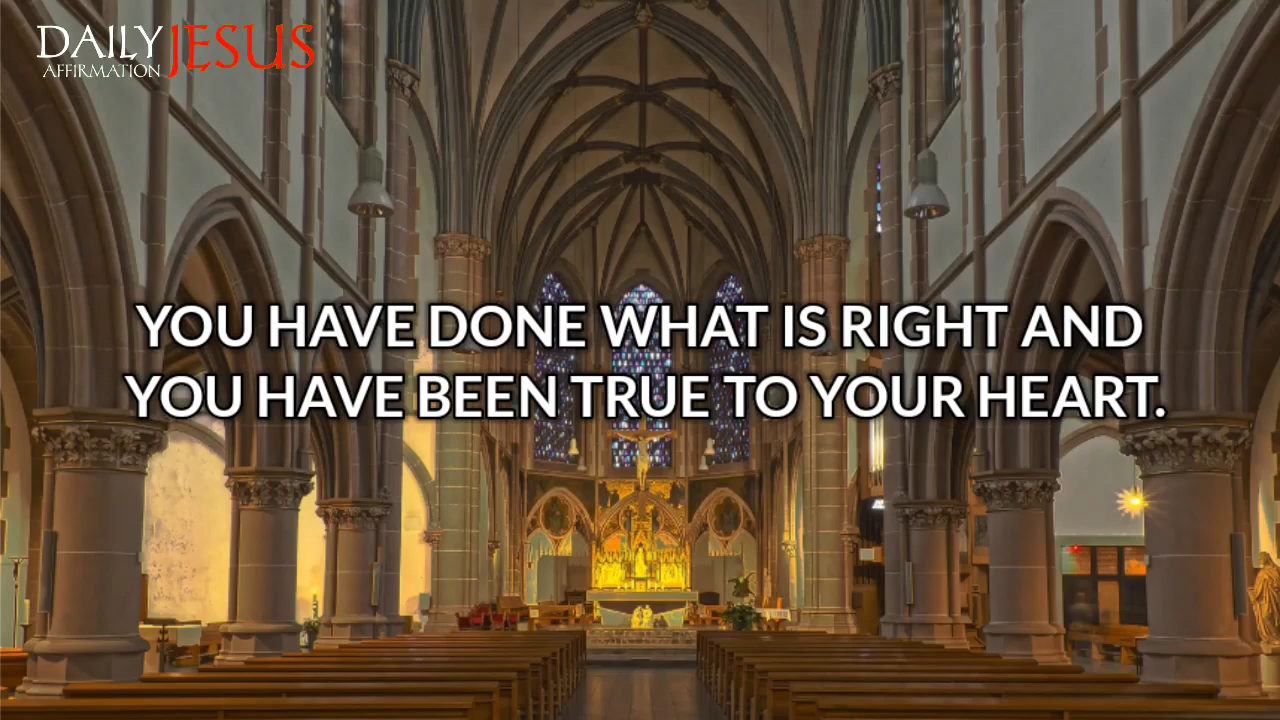 DAILY JESUS
AFFIRMATION
YOU HAVE DONE WHAT IS RIGHT AND
YOU HAVE BEEN TRUE TO YOUR HEART.